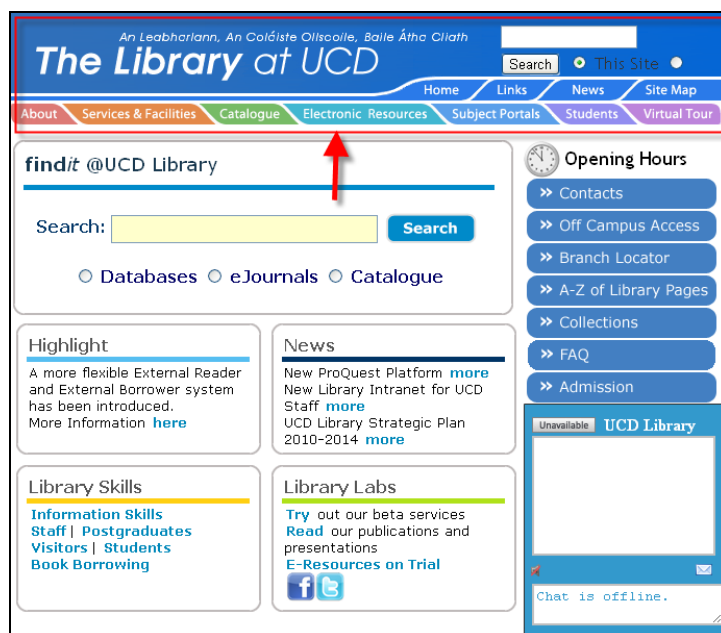 An Leabharlann, An Coláiste Ollscoile, Baile Átha Cliath
The Library at UCD
Search This Site
Home Links News Site Map
About Services & Facilities Catalogue Electronic Resources Subject Portals Students Virtual Tour
findit @UCD Library
Search: Search
Databases eJournals Catalogue
Opening Hours
>> Contacts
>> Off Campus Access
>> Branch Locator
>> A-Z of Library Pages
>> Collections
>> FAQ
>> Admission
Highlight
A more flexible External Reader
and External Borrower system
has been introduced.
More Information here
News
New ProQuest Platform more
New Library Intranet for UCD
Staff more
UCD Library Strategic Plan
2010-2014 more
Library Skills
Information Skills
Staff | Postgraduates
Visitors | Students
Book Borrowing
Library Labs
Try out our beta services
Read our publications and
presentations
E-Resources on Trial
f t
Unavailable UCD Library
Chat is offline.